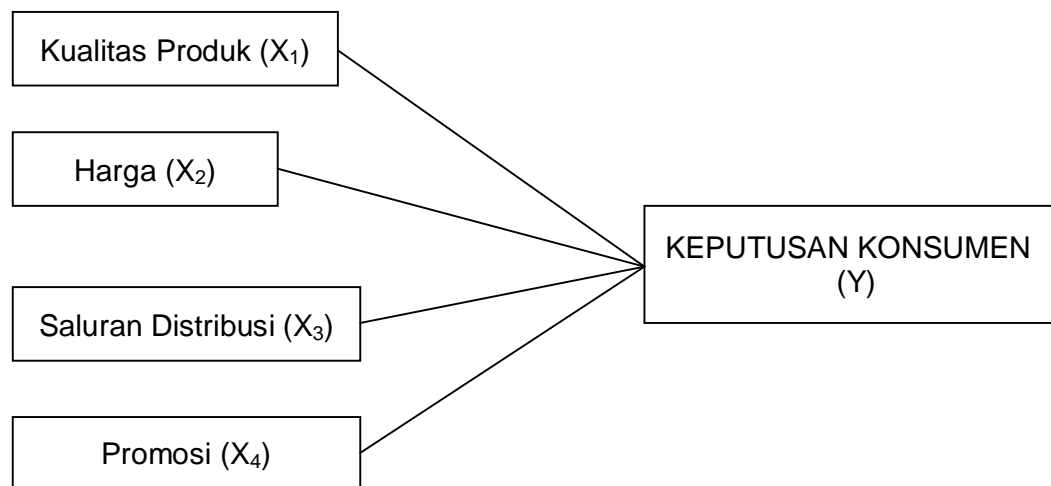 Kualitas Produk (X₁)
Harga (X₂)
KEPUTUSAN KONSUMEN
(Y)
Saluran Distribusi (X₃)
Promosi (X₄)